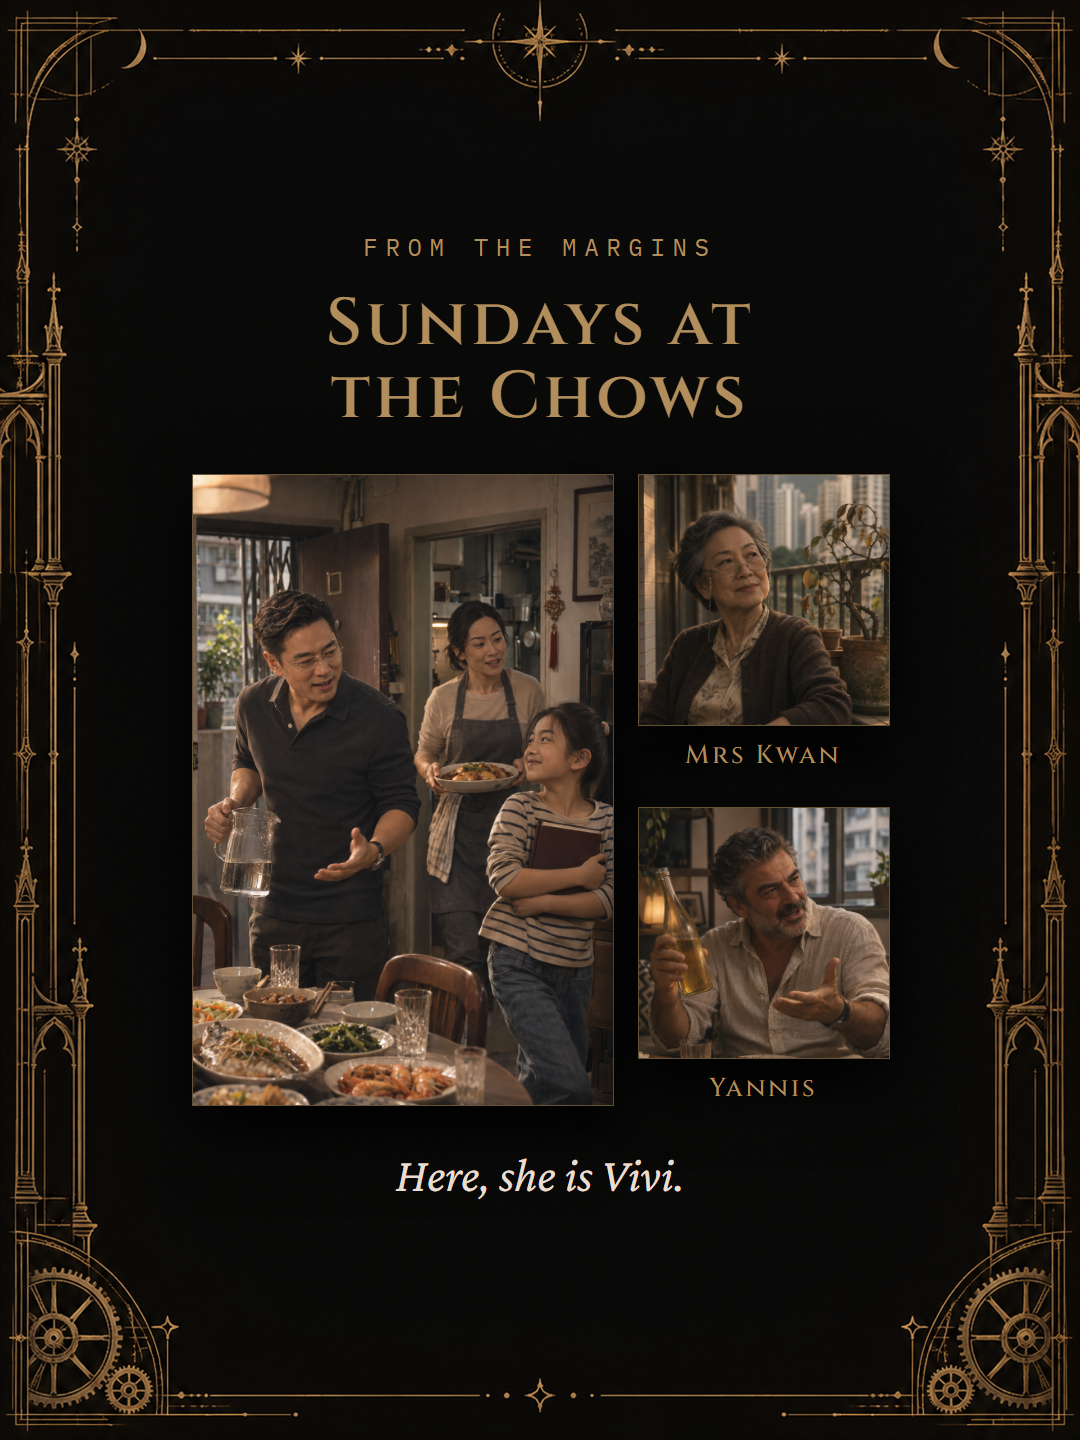 FROM THE MARGINS
SUNDAYS AT
THE CHOWS
MRS KWAN
YANNIS
Here, she is Vivi.